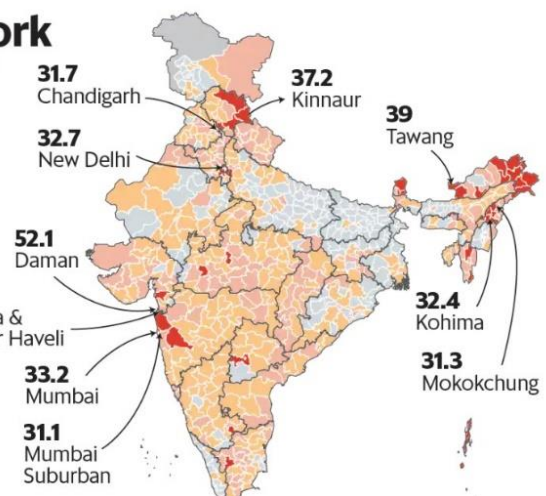 ork
31.7
Chandigarh
37.2
Kinnaur
39
Tawang
32.7
New Delhi
52.1
Daman
a &
r Haveli
33.2
Mumbai
31.1
Mumbai
Suburban
32.4
Kohima
31.3
Mokokchung